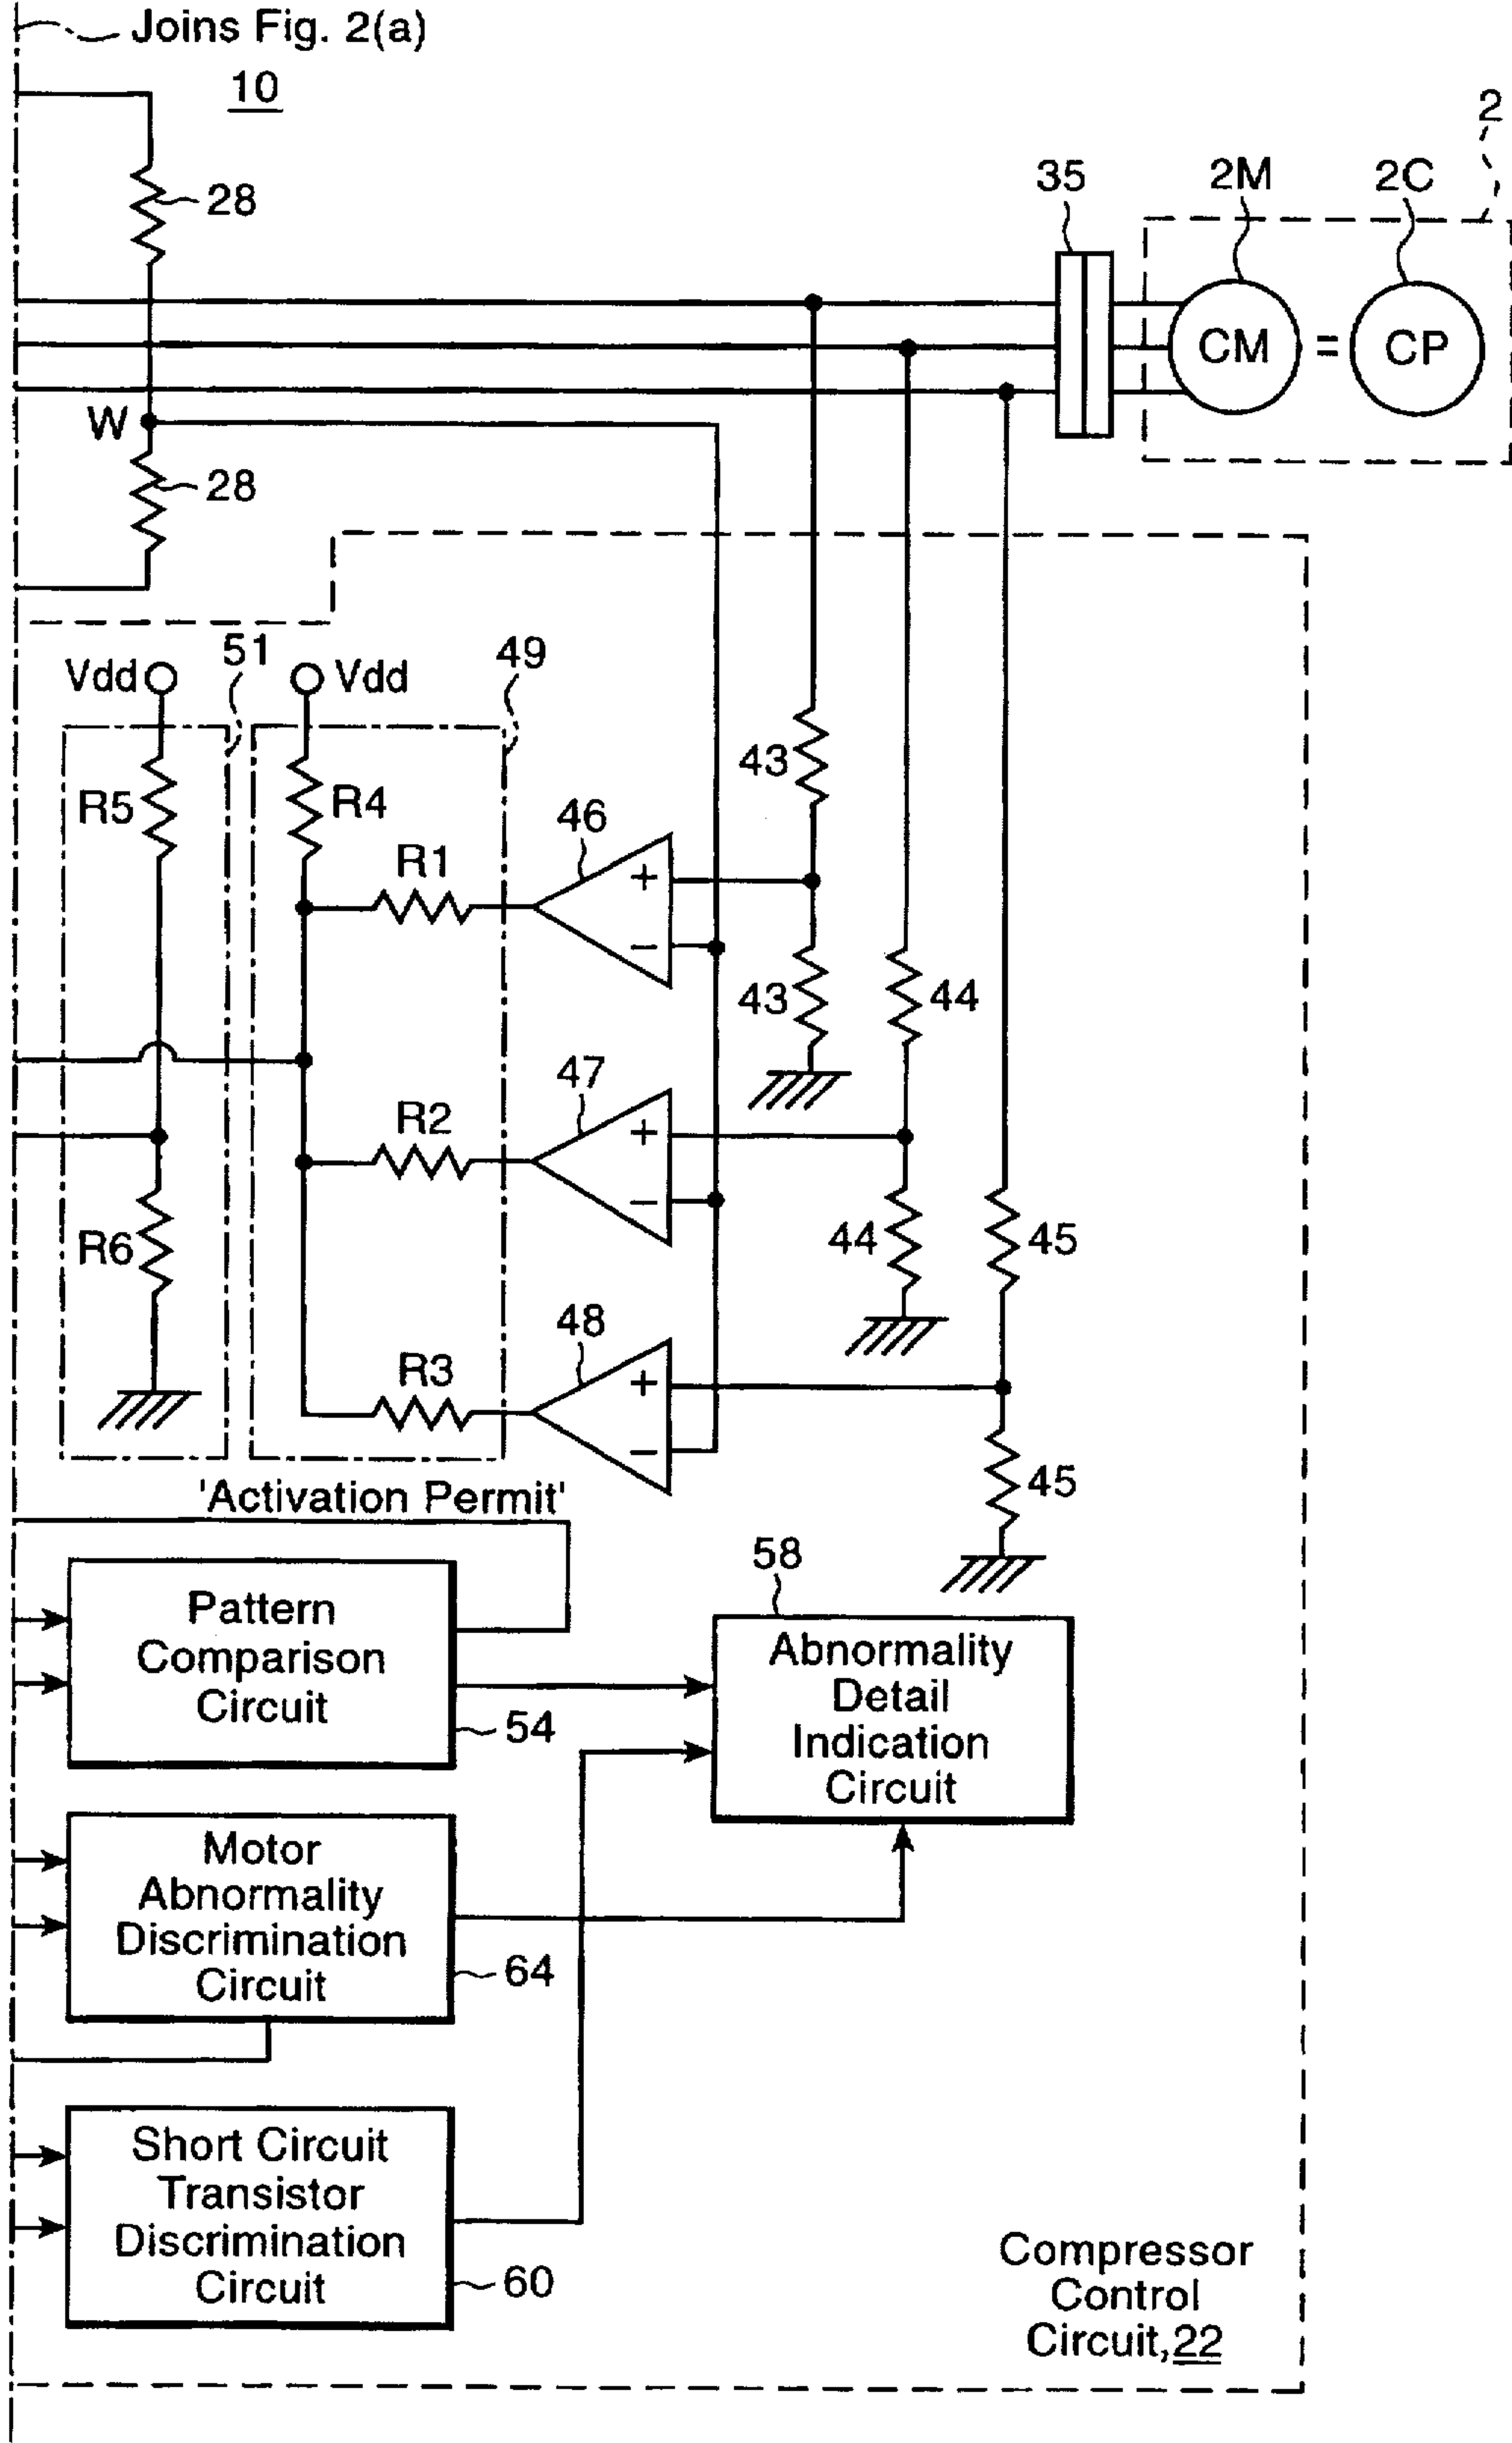 Joins Fig. 2(a)
10
2
28
35
2M
2C
CM
=
CP
W
28
Vdd
51
Vdd
49
R5
R4
43
46
R1
+
−
43
44
47
R2
+
−
R6
44
45
48
R3
+
−
45
'Activation Permit'
58
Pattern
Comparison
Circuit
54
Abnormality
Detail
Indication
Circuit
Motor
Abnormality
Discrimination
Circuit
64
Short Circuit
Transistor
Discrimination
Circuit
60
Compressor
Control
Circuit,22